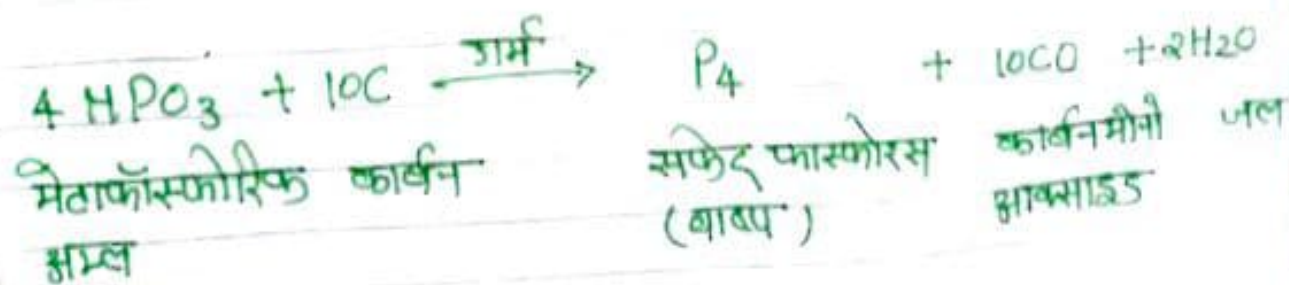 गर्म
4 HPO3 + 10C → P4 + 10CO + 2H2O
मेटाफॉस्फोरिक कार्बन सफेद फास्फोरस कार्बनमोनो जल
अम्ल (वाष्प) आक्साइड